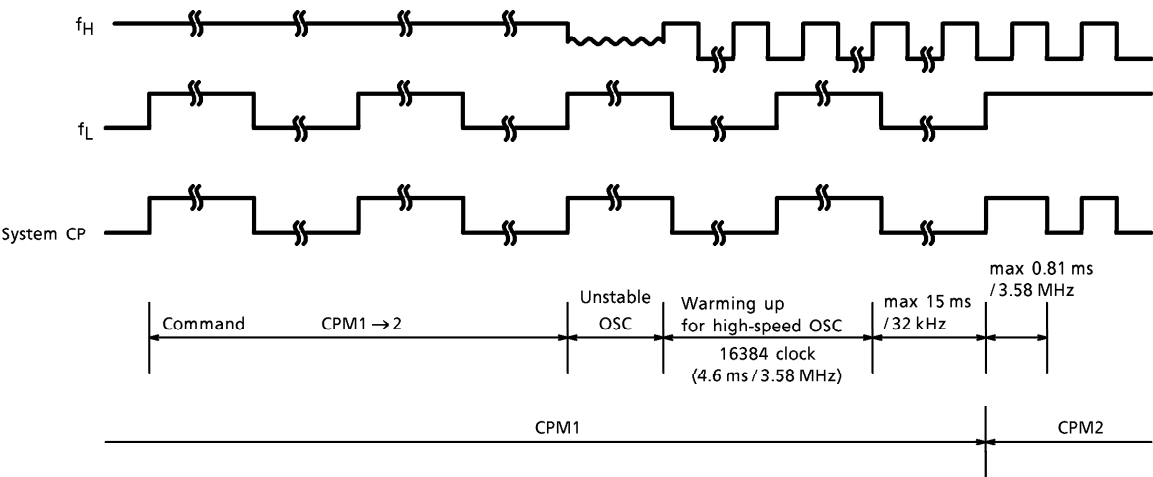 fH
fL
System CP
max 0.81 ms
/3.58 MHz
Unstable
OSC
Warming up
for high-speed OSC
max 15 ms
/32 kHz
Command CPM1→2
16384 clock
(4.6 ms/3.58 MHz)
CPM1
CPM2